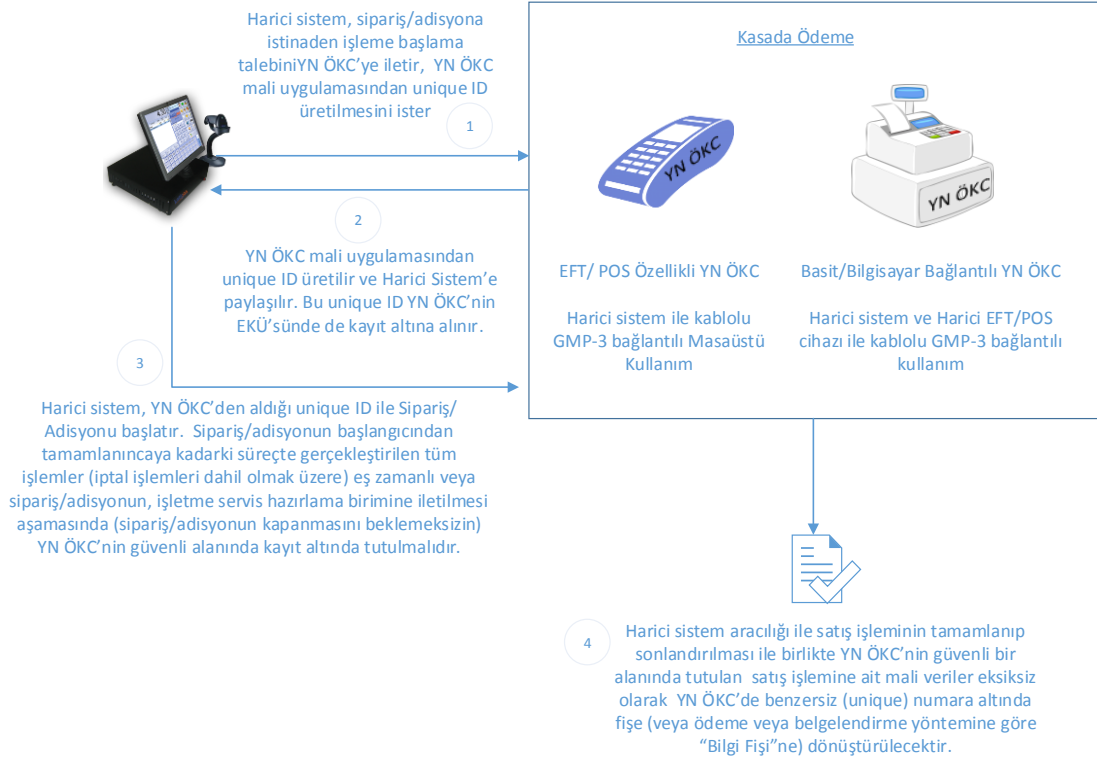 Harici sistem, sipariş/adisyona
istinaden işleme başlama
talebiniYN ÖKC’ye iletir, YN ÖKC
mali uygulamasından unique ID
üretilmesini ister
1
2
YN ÖKC mali uygulamasından
unique ID üretilir ve Harici Sistem’e
paylaşılır. Bu unique ID YN ÖKC’nin
EKÜ’sünde de kayıt altına alınır.
3
Harici sistem, YN ÖKC’den aldığı unique ID ile Sipariş/
Adisyonu başlatır. Sipariş/adisyonun başlangıcından
tamamlanıncaya kadarki süreçte gerçekleştirilen tüm
işlemler (iptal işlemleri dahil olmak üzere) eş zamanlı veya
sipariş/adisyonun, işletme servis hazırlama birimine iletilmesi
aşamasında (sipariş/adisyonun kapanmasını beklemeksizin)
YN ÖKC’nin güvenli alanında kayıt altında tutulmalıdır.
Kasada Ödeme
YN ÖKC
YN ÖKC
EFT/ POS Özellikli YN ÖKC
Harici sistem ile kablolu
GMP-3 bağlantılı Masaüstü
Kullanım
Basit/Bilgisayar Bağlantılı YN ÖKC
Harici sistem ve Harici EFT/POS
cihazı ile kablolu GMP-3 bağlantılı
kullanım
4
Harici sistem aracılığı ile satış işleminin tamamlanıp
sonlandırılması ile birlikte YN ÖKC’nin güvenli bir
alanında tutulan satış işlemine ait mali veriler eksiksiz
olarak YN ÖKC’de benzersiz (unique) numara altında
fişe (veya ödeme veya belgelendirme yöntemine göre
“Bilgi Fişi”ne) dönüştürülecektir.